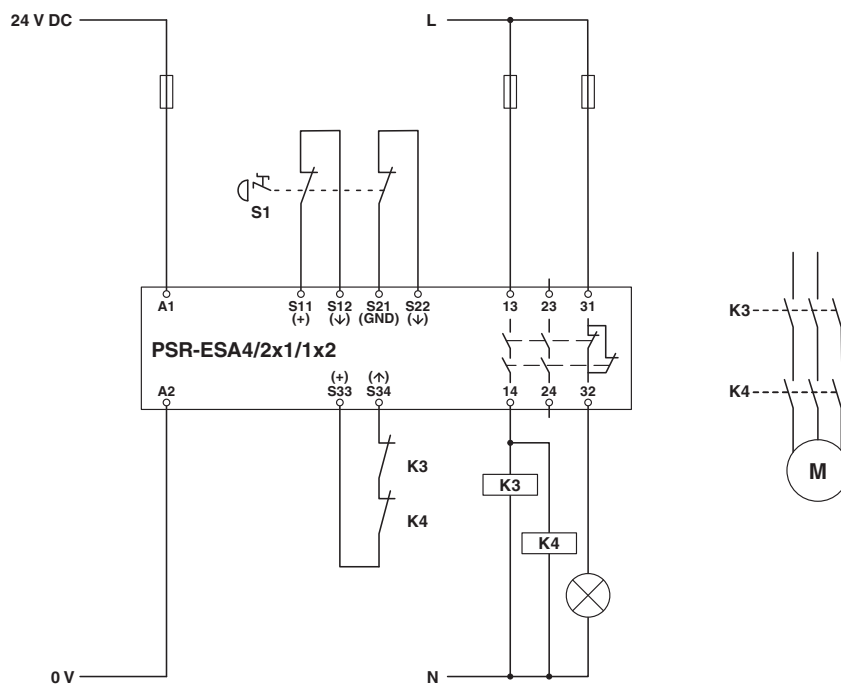 24 V DC
L
S1
A1
S11
(+)
S12
(↓)
S21
(GND)
S22
(↓)
13
23
31
PSR-ESA4/2x1/1x2
K3
K4
M
A2
(+)
S33
(↑)
S34
14
24
32
K3
K4
K3
K4
0 V
N